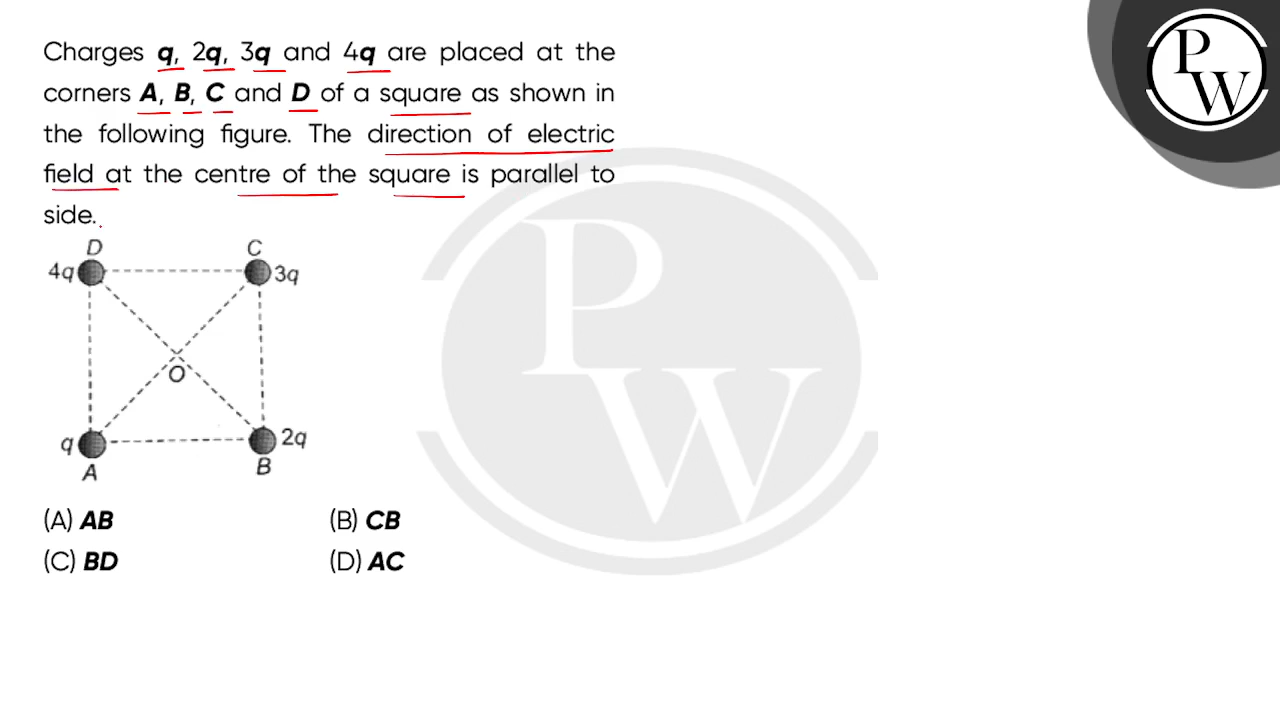 Charges q, 2q, 3q and 4q are placed at the
corners A, B, C and D of a square as shown in
the following figure. The direction of electric
field at the centre of the square is parallel to
side.
D C
4q 3q
O
q 2q
A B
(A) AB (B) CB
(C) BD (D) AC
P
W
P
W